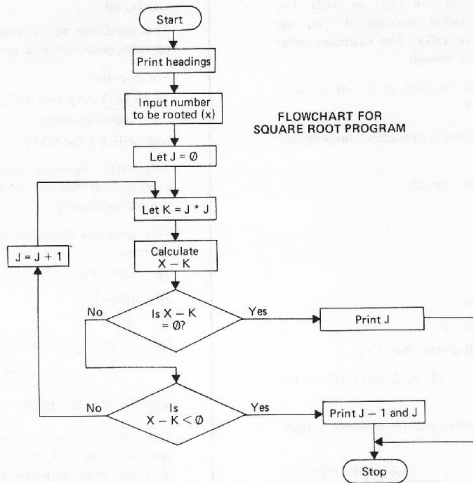 Start
Print headings
Input number
to be rooted (x)
FLOWCHART FOR
SQUARE ROOT PROGRAM
Let J = Ø
Let K = J * J
J = J + 1
Calculate
X – K
No
Is X – K
= Ø?
Yes
Print J
No
Is
X – K < Ø
Yes
Print J – 1 and J
Stop